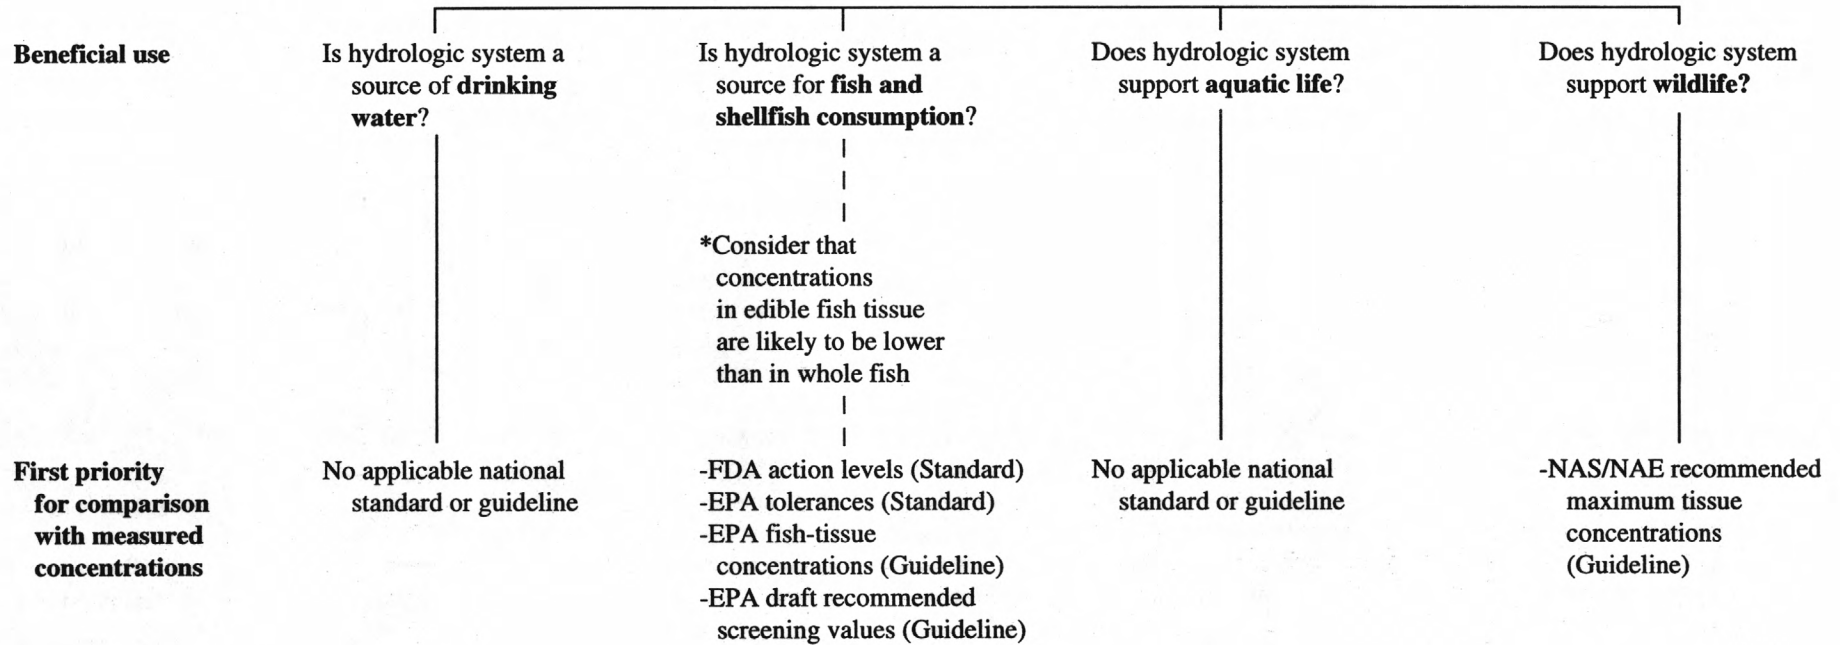 Beneficial use
Is hydrologic system a
source of drinking
water?
Is hydrologic system a
source for fish and
shellfish consumption?
Does hydrologic system
support aquatic life?
Does hydrologic system
support wildlife?
*Consider that
concentrations
in edible fish tissue
are likely to be lower
than in whole fish
First priority
for comparison
with measured
concentrations
No applicable national
standard or guideline
-FDA action levels (Standard)
-EPA tolerances (Standard)
-EPA fish-tissue
concentrations (Guideline)
-EPA draft recommended
screening values (Guideline)
No applicable national
standard or guideline
-NAS/NAE recommended
maximum tissue
concentrations
(Guideline)